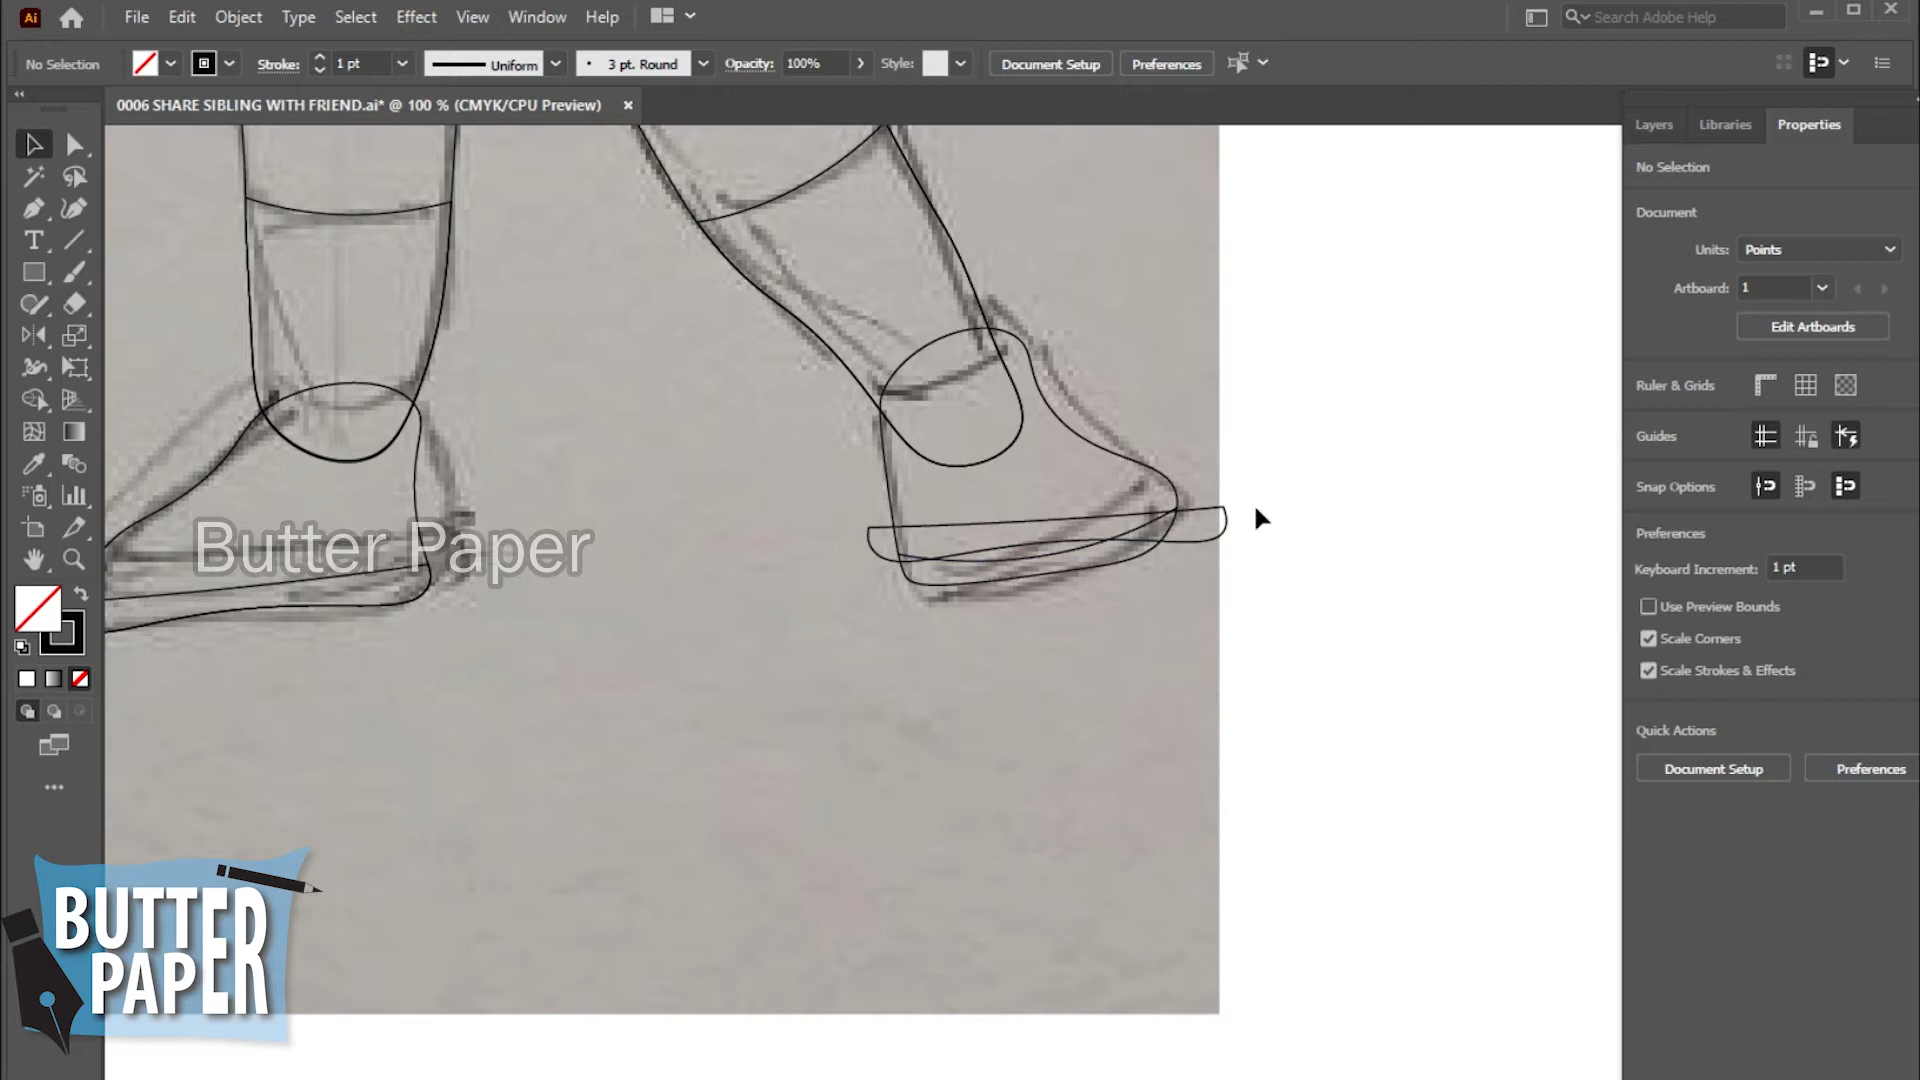 Ai File Edit Object Type Select Effect View Window Help Search Adobe Help
No Selection Stroke: 1 pt Uniform 3 pt. Round Opacity: 100% Style: Document Setup Preferences
0006 SHARE SIBLING WITH FRIEND.ai* @ 100 % (CMYK/CPU Preview)
Layers Libraries Properties
No Selection
Document
Units: Points
Artboard: 1
Edit Artboards
Ruler & Grids
Guides
Snap Options
Preferences
Keyboard Increment: 1 pt
Use Preview Bounds
Scale Corners
Scale Strokes & Effects
Quick Actions
Document Setup Preferences
Butter Paper
BUTTER
PAPER